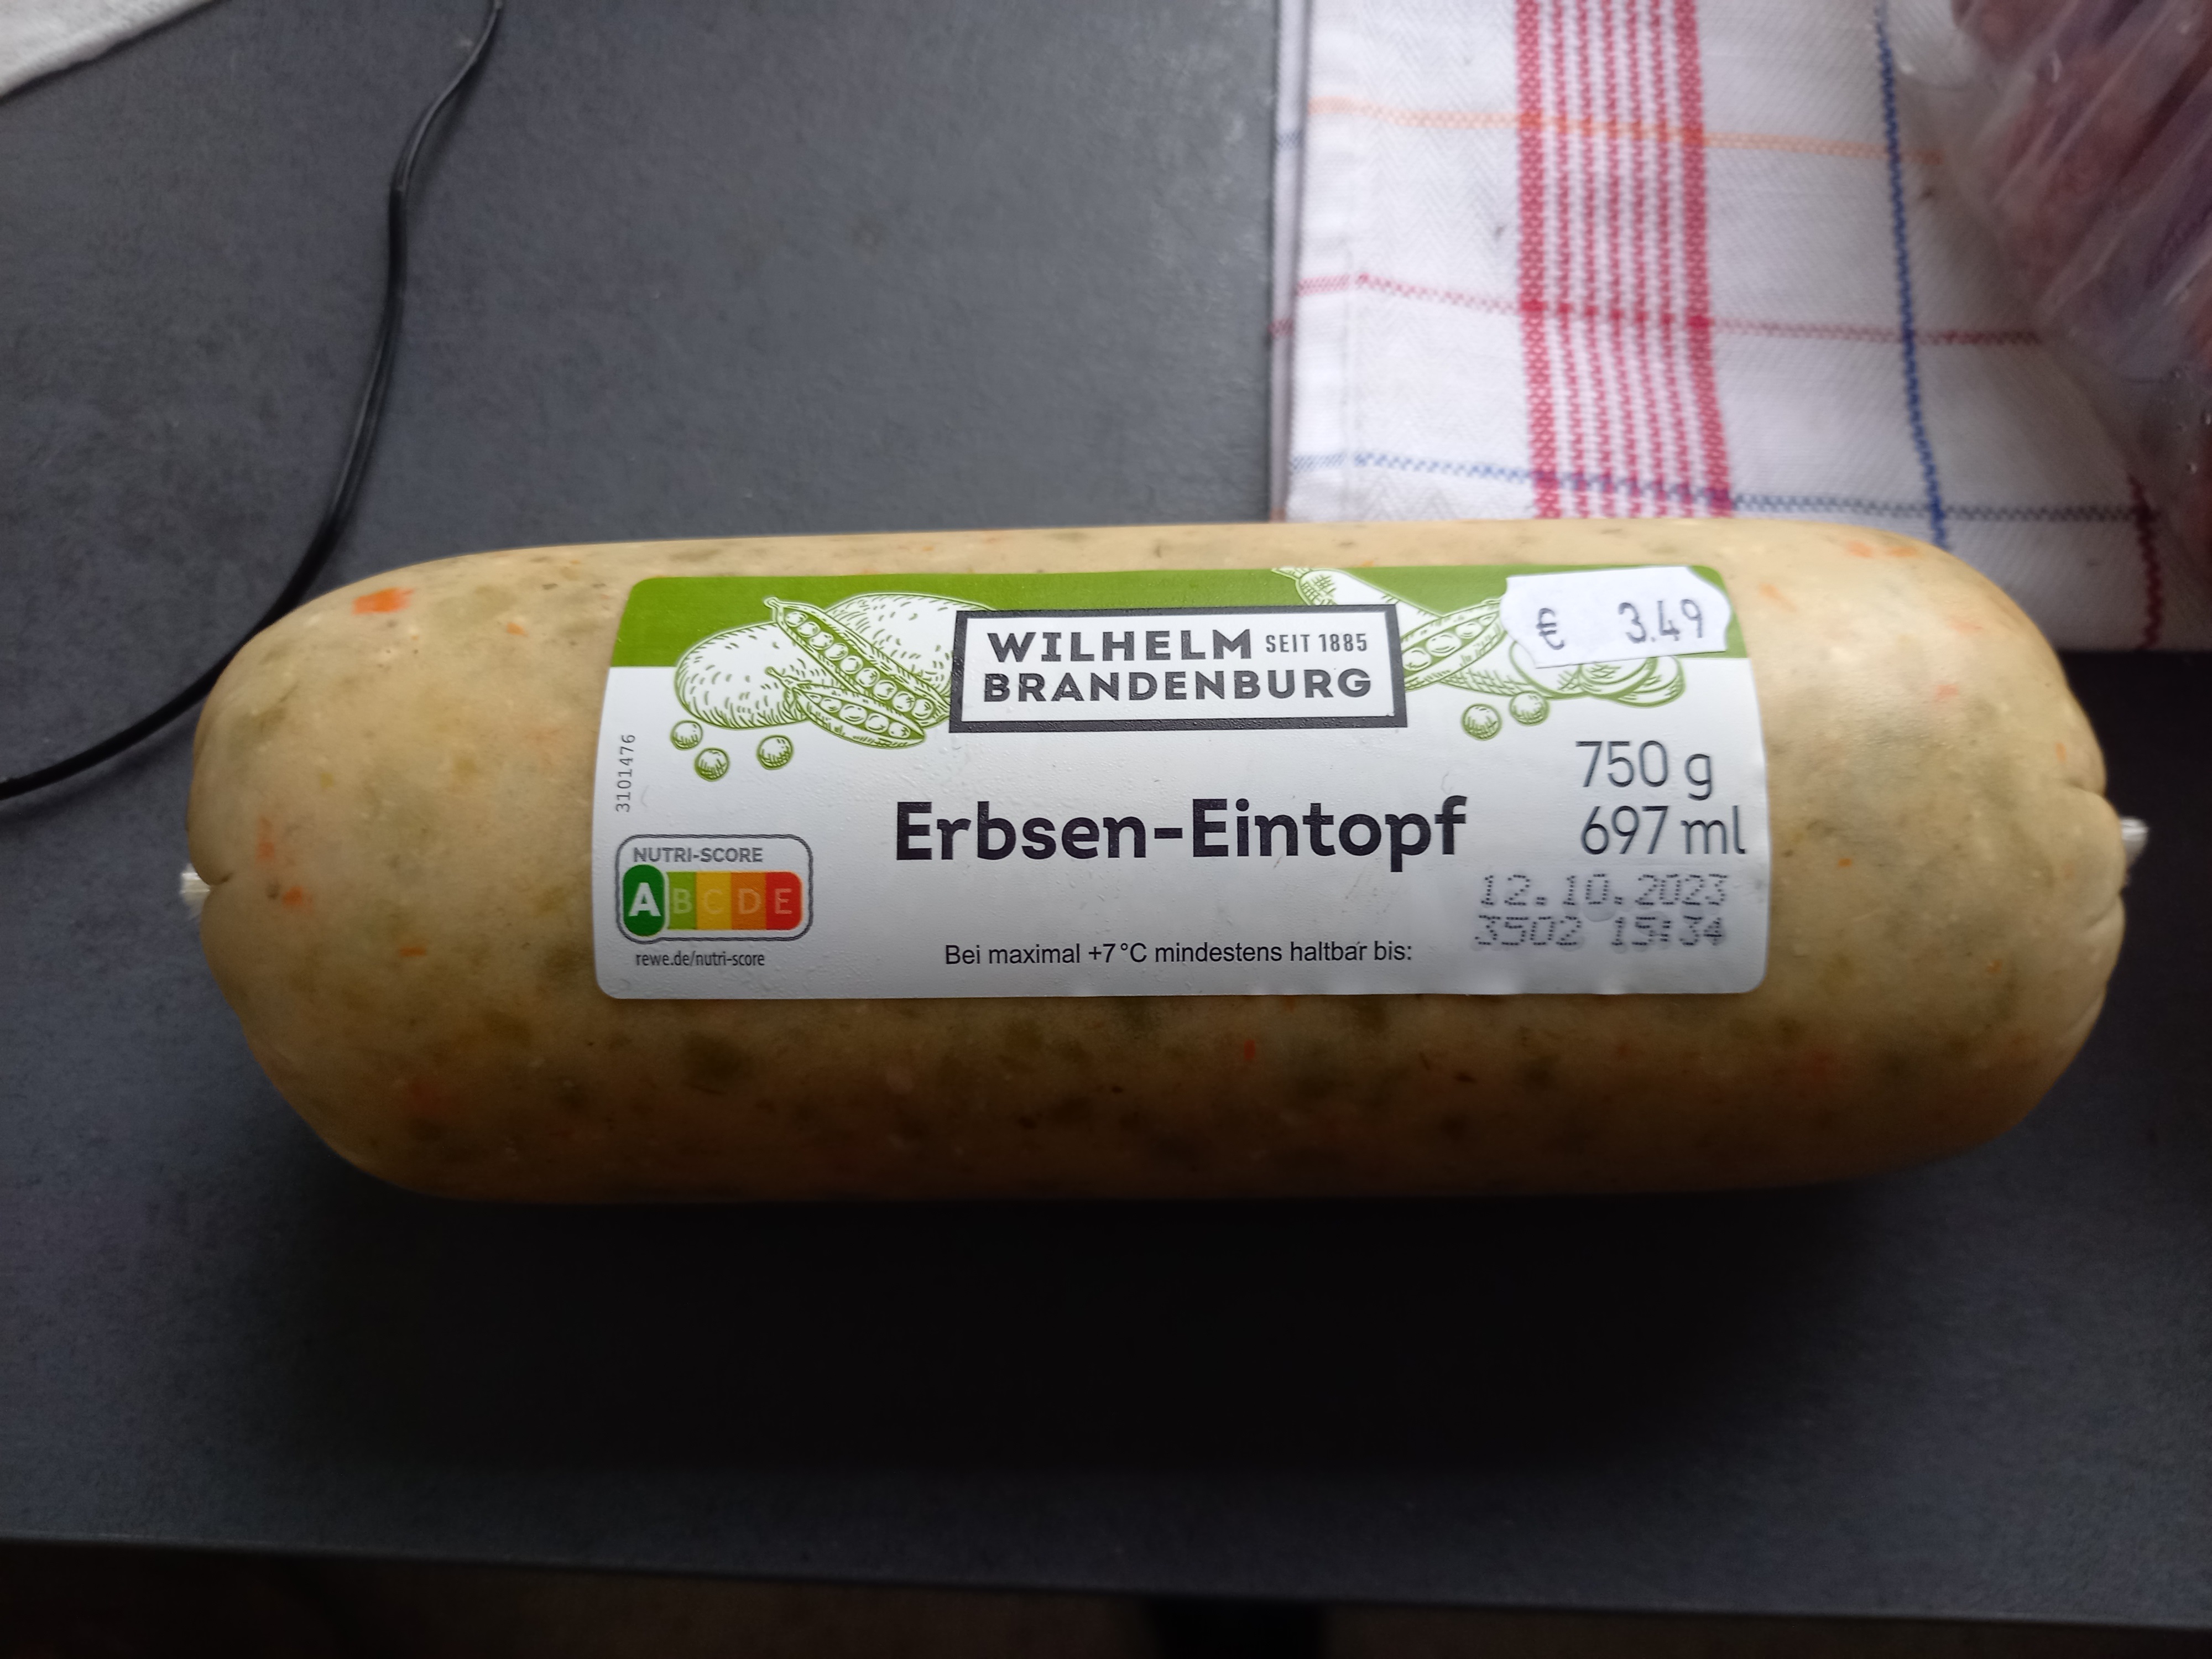 WILHELM SEIT 1885
BRANDENBURG
€ 3.49
3101476
750 g
697 ml
Erbsen-Eintopf
NUTRI-SCORE
A B C D E
rewe.de/nutri-score
Bei maximal +7 °C mindestens haltbar bis:
12.10.2023
3502 15:34